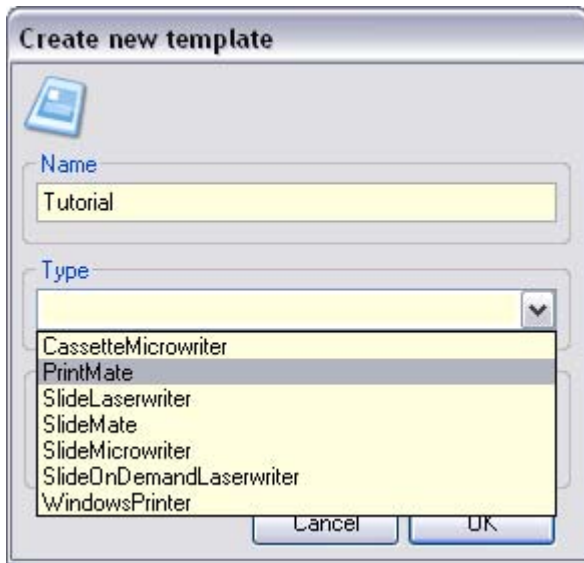 Create new template
Name
Tutorial
Type
CassetteMicrowriter
PrintMate
SlideLaserwriter
SlideMate
SlideMicrowriter
SlideOnDemandLaserwriter
WindowsPrinter
Cancel OK